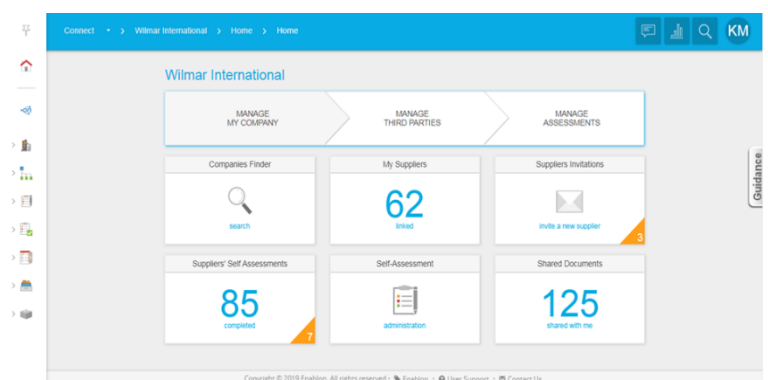 Connect > Wilmar International > Home > Home
KM
Wilmar International
MANAGE
MY COMPANY
MANAGE
THIRD PARTIES
MANAGE
ASSESSMENTS
Companies Finder
search
My Suppliers
62
linked
Suppliers Invitations
invite a new supplier
3
Suppliers' Self Assessments
85
completed
7
Self-Assessment
administration
Shared Documents
125
shared with me
Guidance
Copyright © 2019 Enablon. All rights reserved - Enablon - User Support - Contact Us